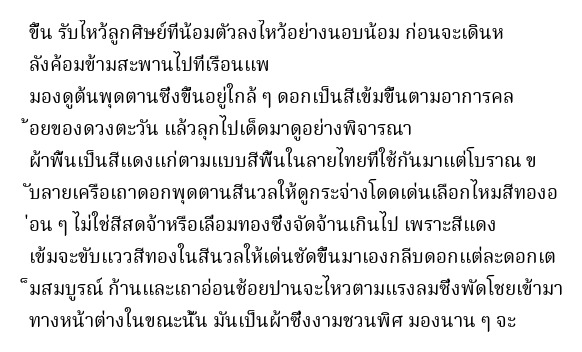 ขึ้น รับไหว้ลูกศิษย์ที่น้อมตัวลงไหว้อย่างนอบน้อม ก่อนจะเดินห
ลังค้อมข้ามสะพานไปที่เรือนแพ
มองดูต้นพุดตานซึ่งขึ้นอยู่ใกล้ ๆ ดอกเป็นสีเข้มขึ้นตามอาการคล
้อยของดวงตะวัน แล้วลุกไปเด็ดมาดูอย่างพิจารณา
ผ้าพื้นเป็นสีแดงแก่ตามแบบสีพื้นในลายไทยที่ใช้กันมาแต่โบราณ ข
ับลายเครือเถาดอกพุดตานสีนวลให้ดูกระจ่างโดดเด่นเลือกไหมสีทองอ
่อน ๆ ไม่ใช่สีสดจ้าหรือเลื่อมทองซึ่งจัดจ้านเกินไป เพราะสีแดง
เข้มจะขับแววสีทองในสีนวลให้เด่นชัดขึ้นมาเองกลีบดอกแต่ละดอกเต
็มสมบูรณ์ ก้านและเถาอ่อนช้อยปานจะไหวตามแรงลมซึ่งพัดโชยเข้ามา
ทางหน้าต่างในขณะนั้น มันเป็นผ้าซึ่งงามชวนพิศ มองนาน ๆ จะ